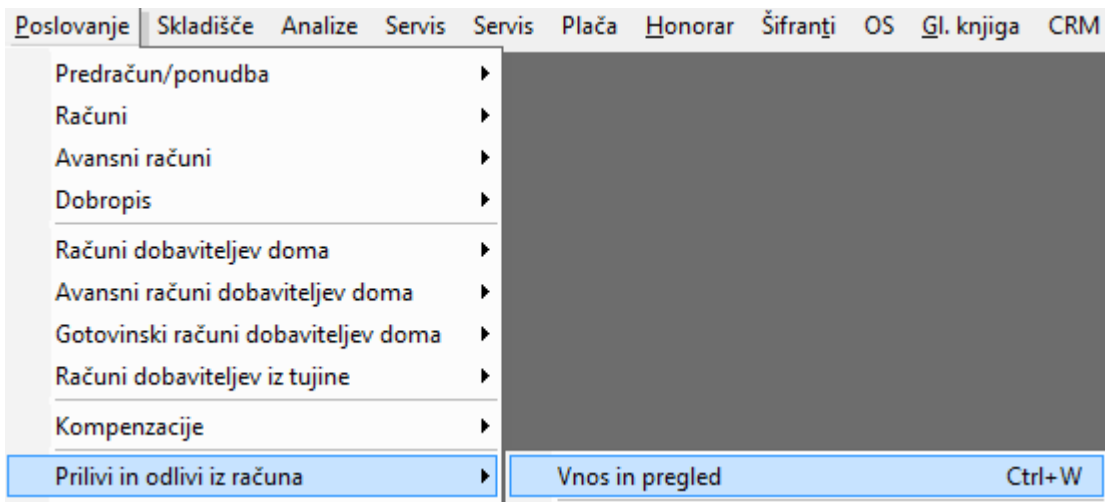 Poslovanje Skladišče Analize Servis Servis Plača Honorar Šifranti OS Gl. knjiga CRM
Predračun/ponudba
Računi
Avansni računi
Dobropis
Računi dobaviteljev doma
Avansni računi dobaviteljev doma
Gotovinski računi dobaviteljev doma
Računi dobaviteljev iz tujine
Kompenzacije
Prilivi in odlivi iz računa Vnos in pregled Ctrl+W